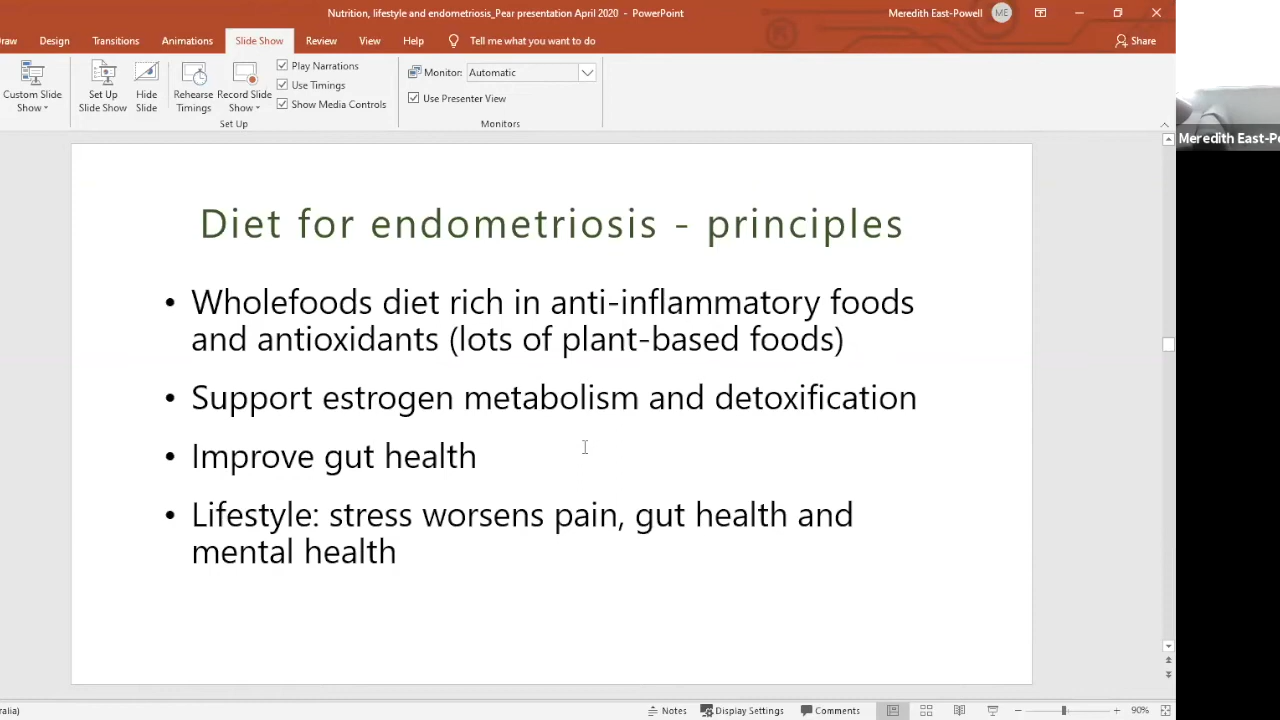 Nutrition, lifestyle and endometriosis_Pear presentation April 2020 - PowerPoint
Meredith East-Powell
ME
raw
Design
Transitions
Animations
Slide Show
Review
View
Help
Tell me what you want to do
Share
Custom Slide
Show
Set Up
Slide Show
Hide
Slide
Rehearse
Timings
Record Slide
Show
Play Narrations
Use Timings
Show Media Controls
Set Up
Monitor: Automatic
Use Presenter View
Monitors
Meredith East-Po
Diet for endometriosis - principles
• Wholefoods diet rich in anti-inflammatory foods
and antioxidants (lots of plant-based foods)
• Support estrogen metabolism and detoxification
• Improve gut health
• Lifestyle: stress worsens pain, gut health and
mental health
ralia)
Notes
Display Settings
Comments
90%